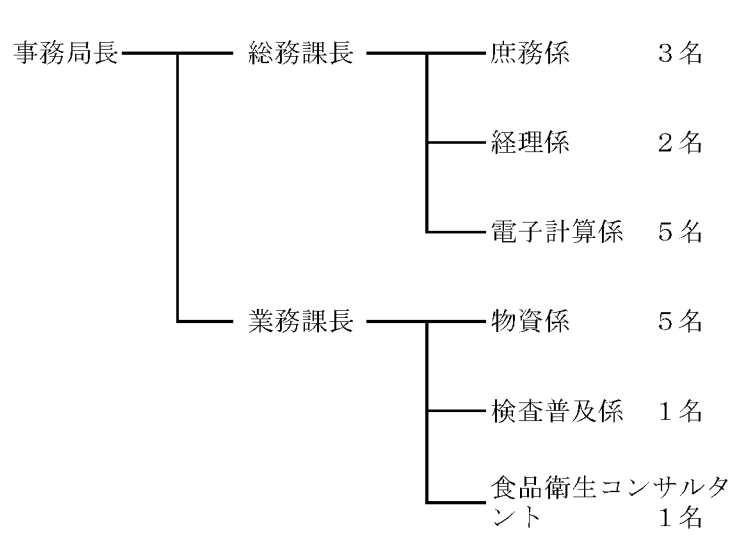 事務局長 総務課長 庶務係 ３名
経理係 ２名
電子計算係 ５名
業務課長 物資係 ５名
検査普及係 １名
食品衛生コンサルタ
ント １名